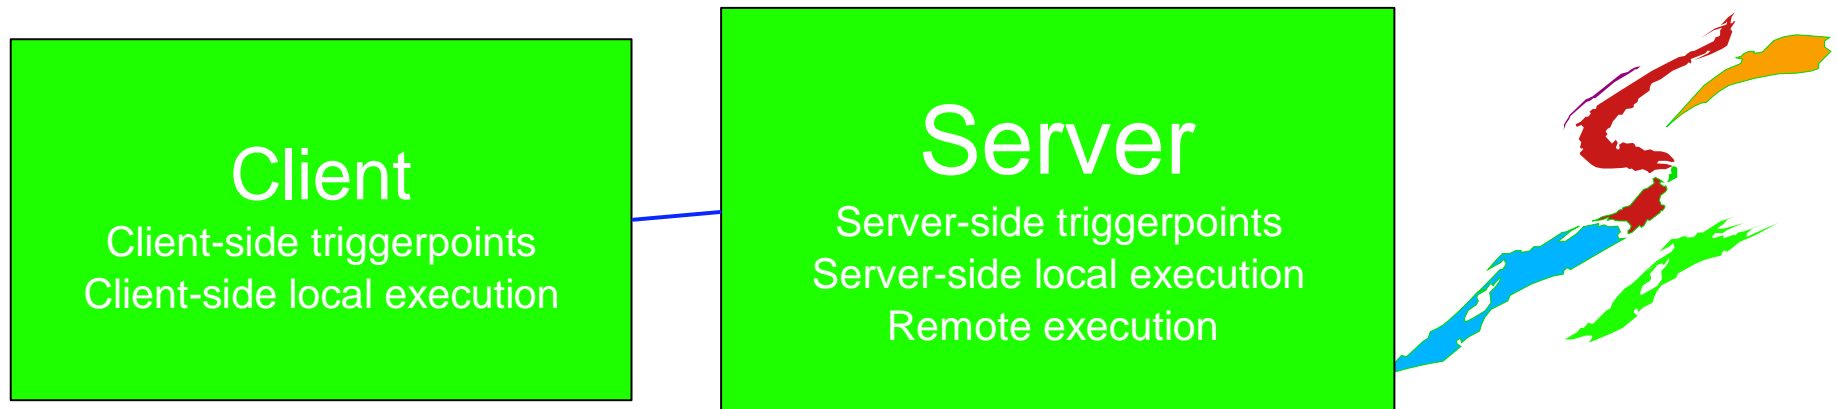 Client
Client-side triggerpoints
Client-side local execution
Server
Server-side triggerpoints
Server-side local execution
Remote execution